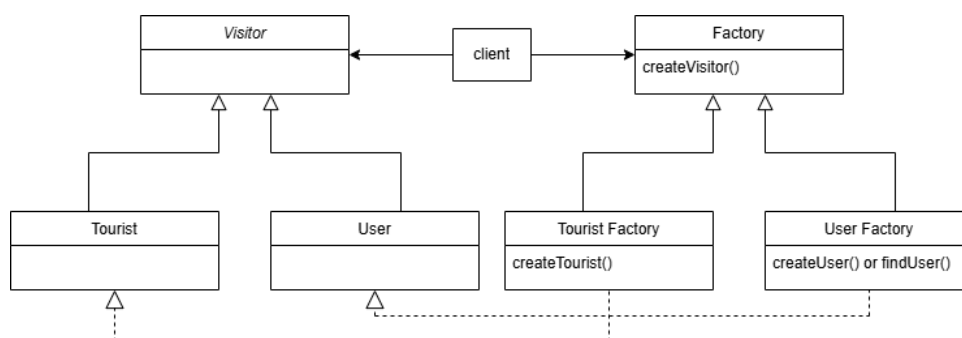 Visitor
client
Factory
createVisitor()
Tourist
User
Tourist Factory
createTourist()
User Factory
createUser() or findUser()